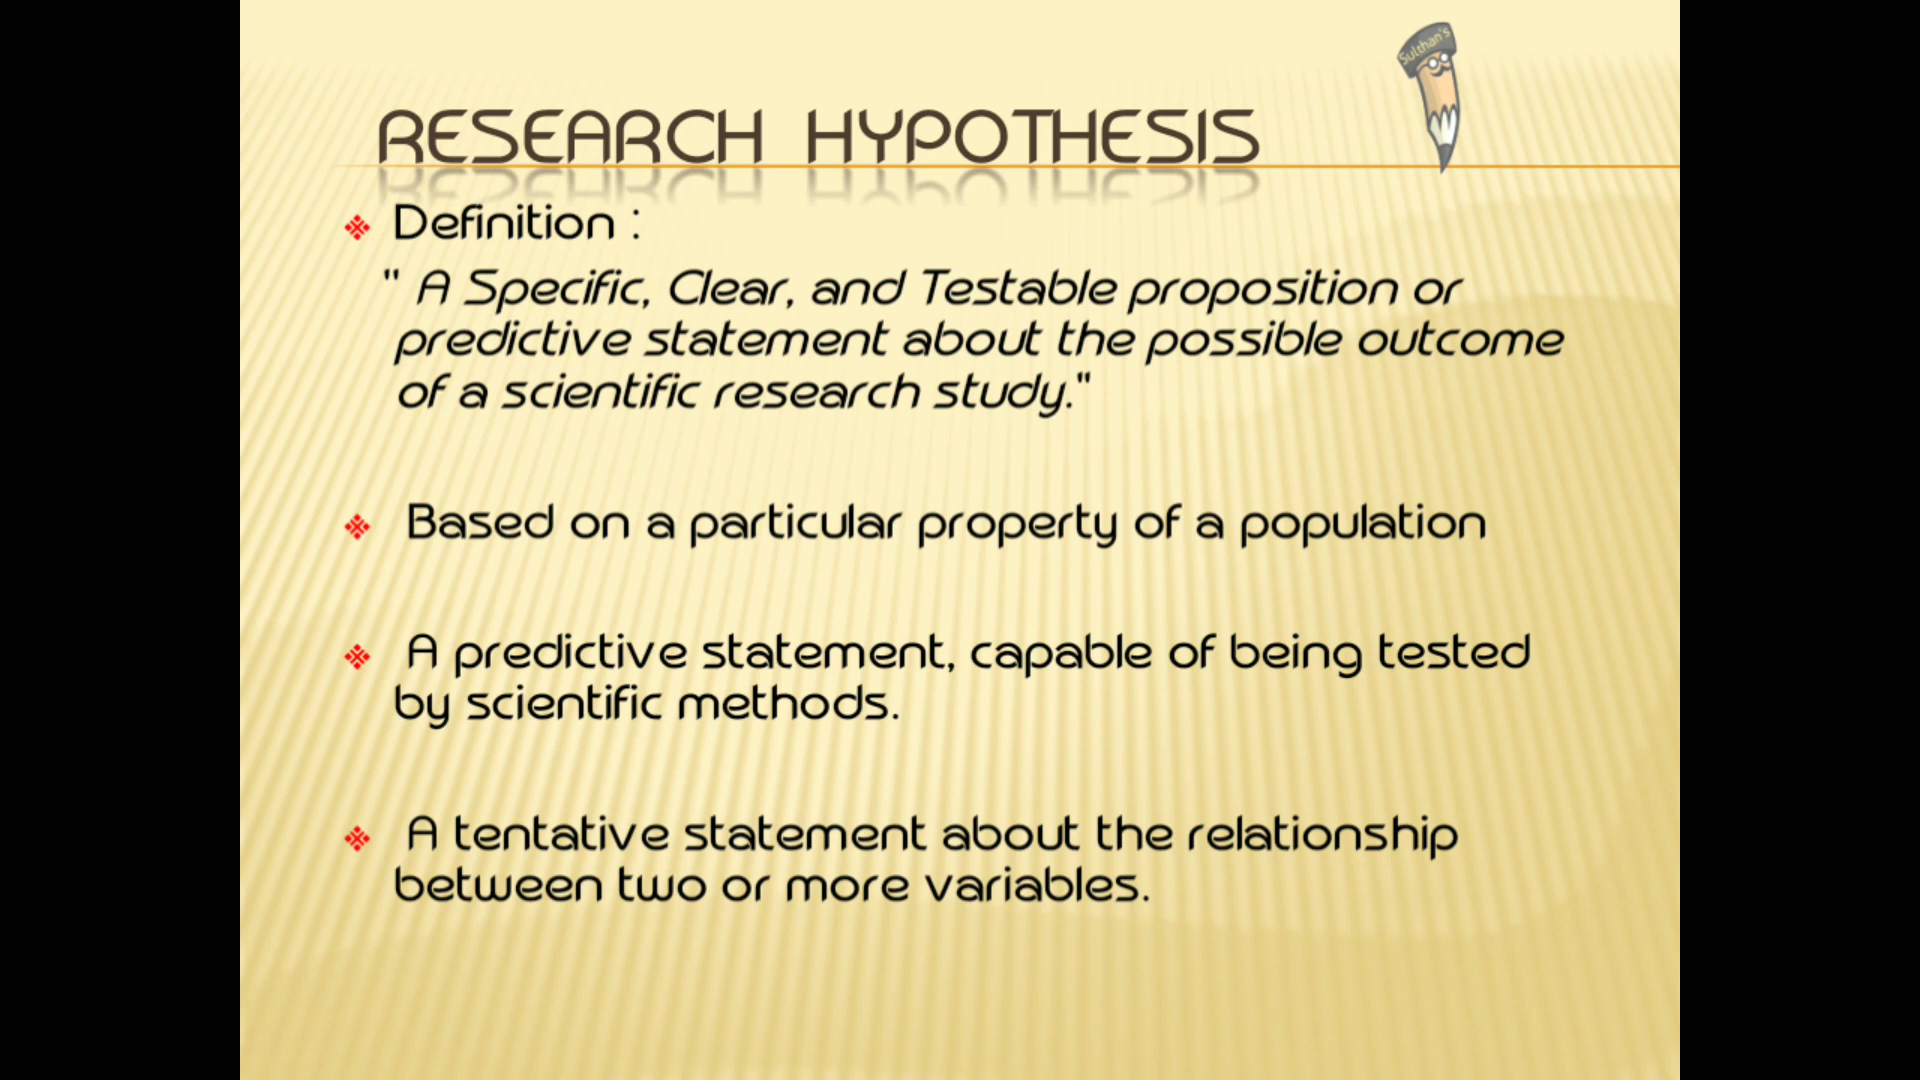 Sulthan's
RESEARCH HYPOTHESIS
Definition :
" A Specific, Clear, and Testable proposition or
predictive statement about the possible outcome
of a scientific research study."
Based on a particular property of a population
A predictive statement, capable of being tested
by scientific methods.
A tentative statement about the relationship
between two or more variables.